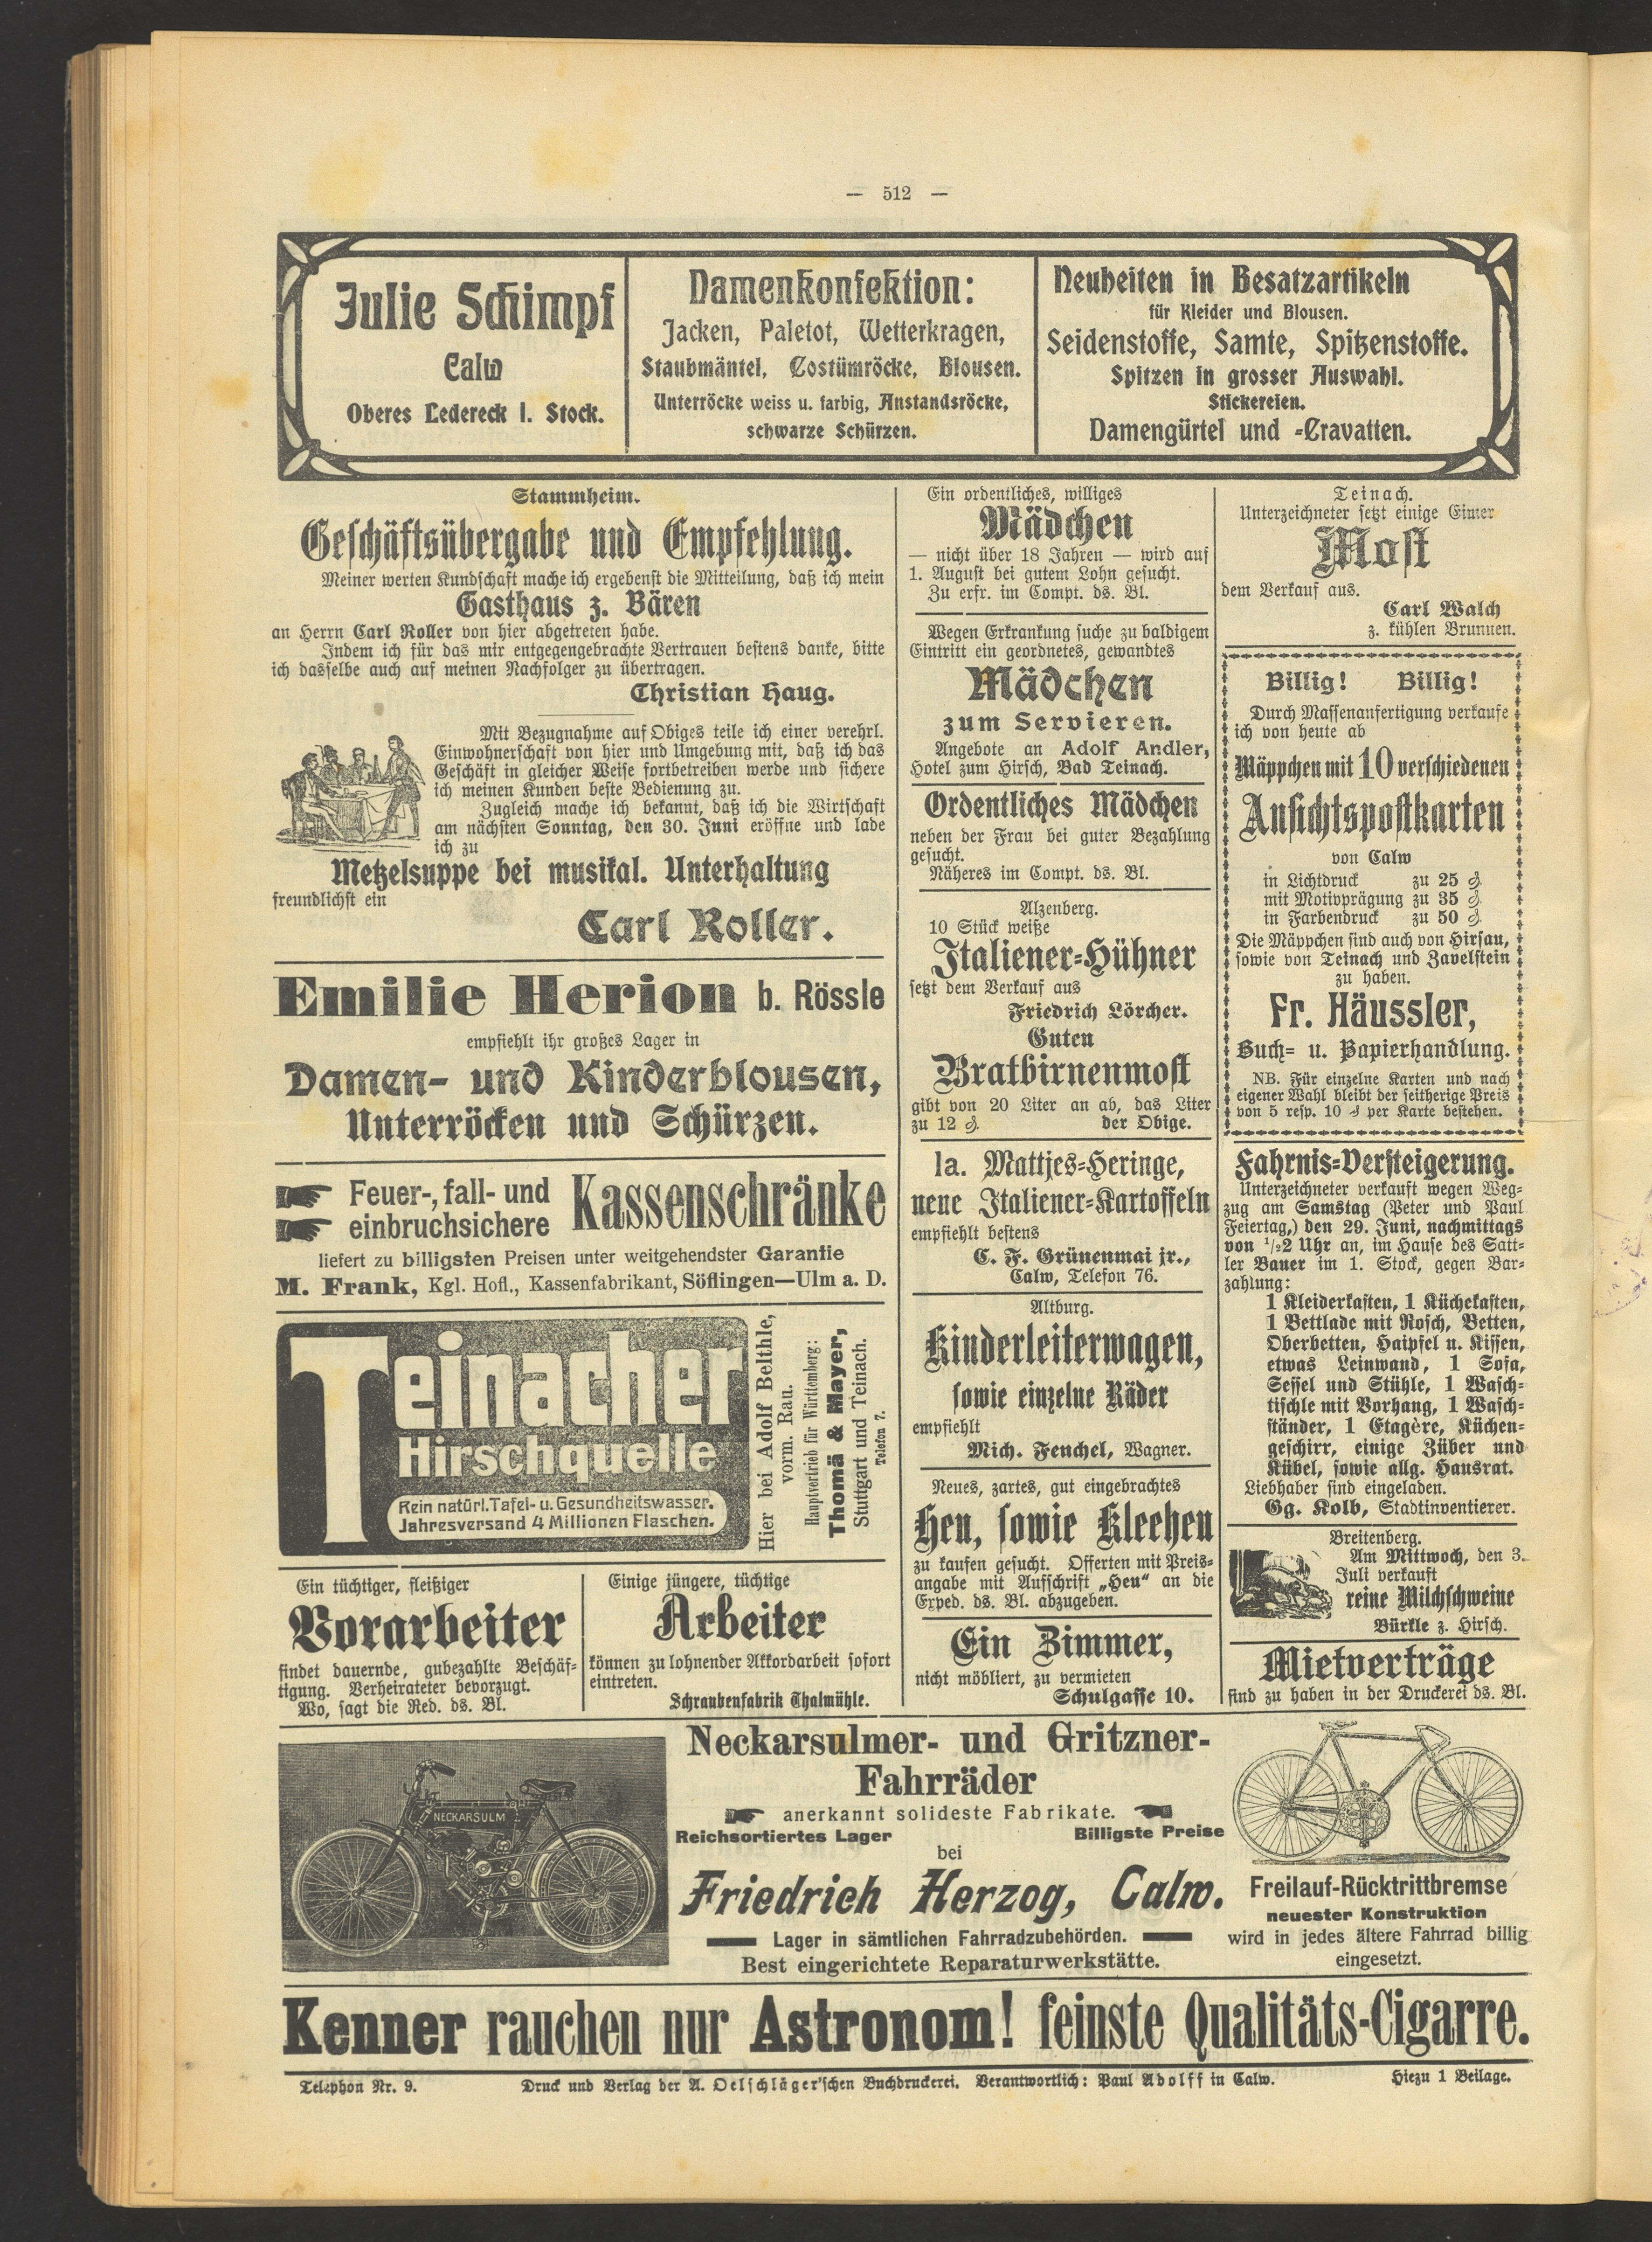 — 512 —
Julie Schimpf
Calw
Oberes Ledereck I. Stock.
Damenkonfektion:
Jacken, Paletot, Wetterkragen,
Staubmäntel, Costümröcke, Blousen.
Unterröcke weiss u. farbig, Anstandsröcke,
schwarze Schürzen.
Neuheiten in Besatzartikeln
für Kleider und Blousen.
Seidenstoffe, Samte, Spitzenstoffe.
Spitzen in grosser Auswahl.
Stickereien.
Damengürtel und -Cravatten.
Stammheim.
Geschäftsübergabe und Empfehlung.
Meiner werten Kundschaft mache ich ergebenst die Mitteilung, daß ich mein
Gasthaus z. Bären
an Herrn Carl Roller von hier abgetreten habe.
Indem ich für das mir entgegengebrachte Vertrauen bestens danke, bitte
ich dasselbe auch auf meinen Nachfolger zu übertragen.
Christian Haug.
Mit Bezugnahme auf Obiges teile ich einer verehrl.
Einwohnerschaft von hier und Umgebung mit, daß ich das
Geschäft in gleicher Weise fortbetreiben werde und sichere
ich meinen Kunden beste Bedienung zu.
Zugleich mache ich bekannt, daß ich die Wirtschaft
am nächsten Sonntag, den 30. Juni eröffne und lade
ich zu
Metzelsuppe bei musikal. Unterhaltung
freundlichst ein
Carl Roller.
Emilie Herion b. Rössle
empfiehlt ihr großes Lager in
Damen- und Kinderblousen,
Unterröcken und Schürzen.
Feuer-, fall- und
einbruchsichere
Kassenschränke
liefert zu billigsten Preisen unter weitgehendster Garantie
M. Frank, Kgl. Hofl., Kassenfabrikant, Söflingen—Ulm a. D.
Teinacher
Hirschquelle
Rein natürl. Tafel- u. Gesundheitswasser.
Jahresversand 4 Millionen Flaschen.
Hier bei Adolf Belthle,
vorm. Rau.
Hauptvertrieb für Württemberg:
Thomä & Mayer,
Stuttgart und Teinach.
Telefon 7.
Ein tüchtiger, fleißiger
Vorarbeiter
findet dauernde, gubezahlte Beschäf-
tigung. Verheirateter bevorzugt.
Wo, sagt die Red. ds. Bl.
Einige jüngere, tüchtige
Arbeiter
können zu lohnender Akkordarbeit sofort
eintreten.
Schraubenfabrik Thalmühle.
Ein ordentliches, williges
Mädchen
— nicht über 18 Jahren — wird auf
1. August bei gutem Lohn gesucht.
Zu erfr. im Compt. ds. Bl.
Wegen Erkrankung suche zu baldigem
Eintritt ein geordnetes, gewandtes
Mädchen
zum Servieren.
Angebote an Adolf Andler,
Hotel zum Hirsch, Bad Teinach.
Ordentliches Mädchen
neben der Frau bei guter Bezahlung
gesucht.
Näheres im Compt. ds. Bl.
Alzenberg.
10 Stück weiße
Italiener-Hühner
setzt dem Verkauf aus
Friedrich Lörcher.
Guten
Bratbirnenmost
gibt von 20 Liter an ab, das Liter
zu 12 ₰.
der Obige.
Ia. Mattjes-Heringe,
neue Italiener-Kartoffeln
empfiehlt bestens
C. F. Grünenmai jr.,
Calw, Telefon 76.
Altburg.
Kinderleiterwagen,
sowie einzelne Räder
empfiehlt
Mich. Fenchel, Wagner.
Neues, zartes, gut eingebrachtes
Heu, sowie Kleeheu
zu kaufen gesucht. Offerten mit Preis-
angabe mit Aufschrift „Heu“ an die
Exped. ds. Bl. abzugeben.
Ein Zimmer,
nicht möbliert, zu vermieten
Schulgasse 10.
Teinach.
Unterzeichneter setzt einige Eimer
Most
dem Verkauf aus.
Carl Walch
z. kühlen Brunnen.
Billig! Billig!
Durch Massenanfertigung verkaufe
ich von heute ab
Mäppchen mit 10 verschiedenen
Ansichtspostkarten
von Calw
in Lichtdruck zu 25 ₰
mit Motivprägung zu 35 ₰
in Farbendruck zu 50 ₰
Die Mäppchen sind auch von Hirsau,
sowie von Teinach und Zavelstein
zu haben.
Fr. Häussler,
Buch- u. Papierhandlung.
NB. Für einzelne Karten und nach
eigener Wahl bleibt der seitherige Preis
von 5 resp. 10 ₰ per Karte bestehen.
Fahrnis-Versteigerung.
Unterzeichneter verkauft wegen Weg-
zug am Samstag (Peter und Paul
Feiertag,) den 29. Juni, nachmittags
von 1/2 2 Uhr an, im Hause des Satt-
ler Bauer im 1. Stock, gegen Bar-
zahlung:
1 Kleiderkasten, 1 Küchekasten,
1 Bettlade mit Rosch, Betten,
Oberbetten, Haipfel u. Kissen,
etwas Leinwand, 1 Sofa,
Sessel und Stühle, 1 Wasch-
tischle mit Vorhang, 1 Wasch-
ständer, 1 Etagère, Küchen-
geschirr, einige Züber und
Kübel, sowie allg. Hausrat.
Liebhaber sind eingeladen.
Gg. Kolb, Stadtinventierer.
Breitenberg.
Am Mittwoch, den 3.
Juli verkauft
reine Milchschweine
Bürkle z. Hirsch.
Mietverträge
sind zu haben in der Druckerei ds. Bl.
NECKARSULM
Neckarsulmer- und Gritzner-
Fahrräder
anerkannt solideste Fabrikate.
Reichsortiertes Lager
Billigste Preise
bei
Friedrich Herzog, Calw.
Lager in sämtlichen Fahrradzubehörden.
Best eingerichtete Reparaturwerkstätte.
Freilauf-Rücktrittbremse
neuester Konstruktion
wird in jedes ältere Fahrrad billig
eingesetzt.
Kenner rauchen nur Astronom! feinste Qualitäts-Cigarre.
Telephon Nr. 9.
Druck und Verlag der A. Oelschläger'schen Buchdruckerei. Verantwortlich: Paul Adolff in Calw.
Hiezu 1 Beilage.